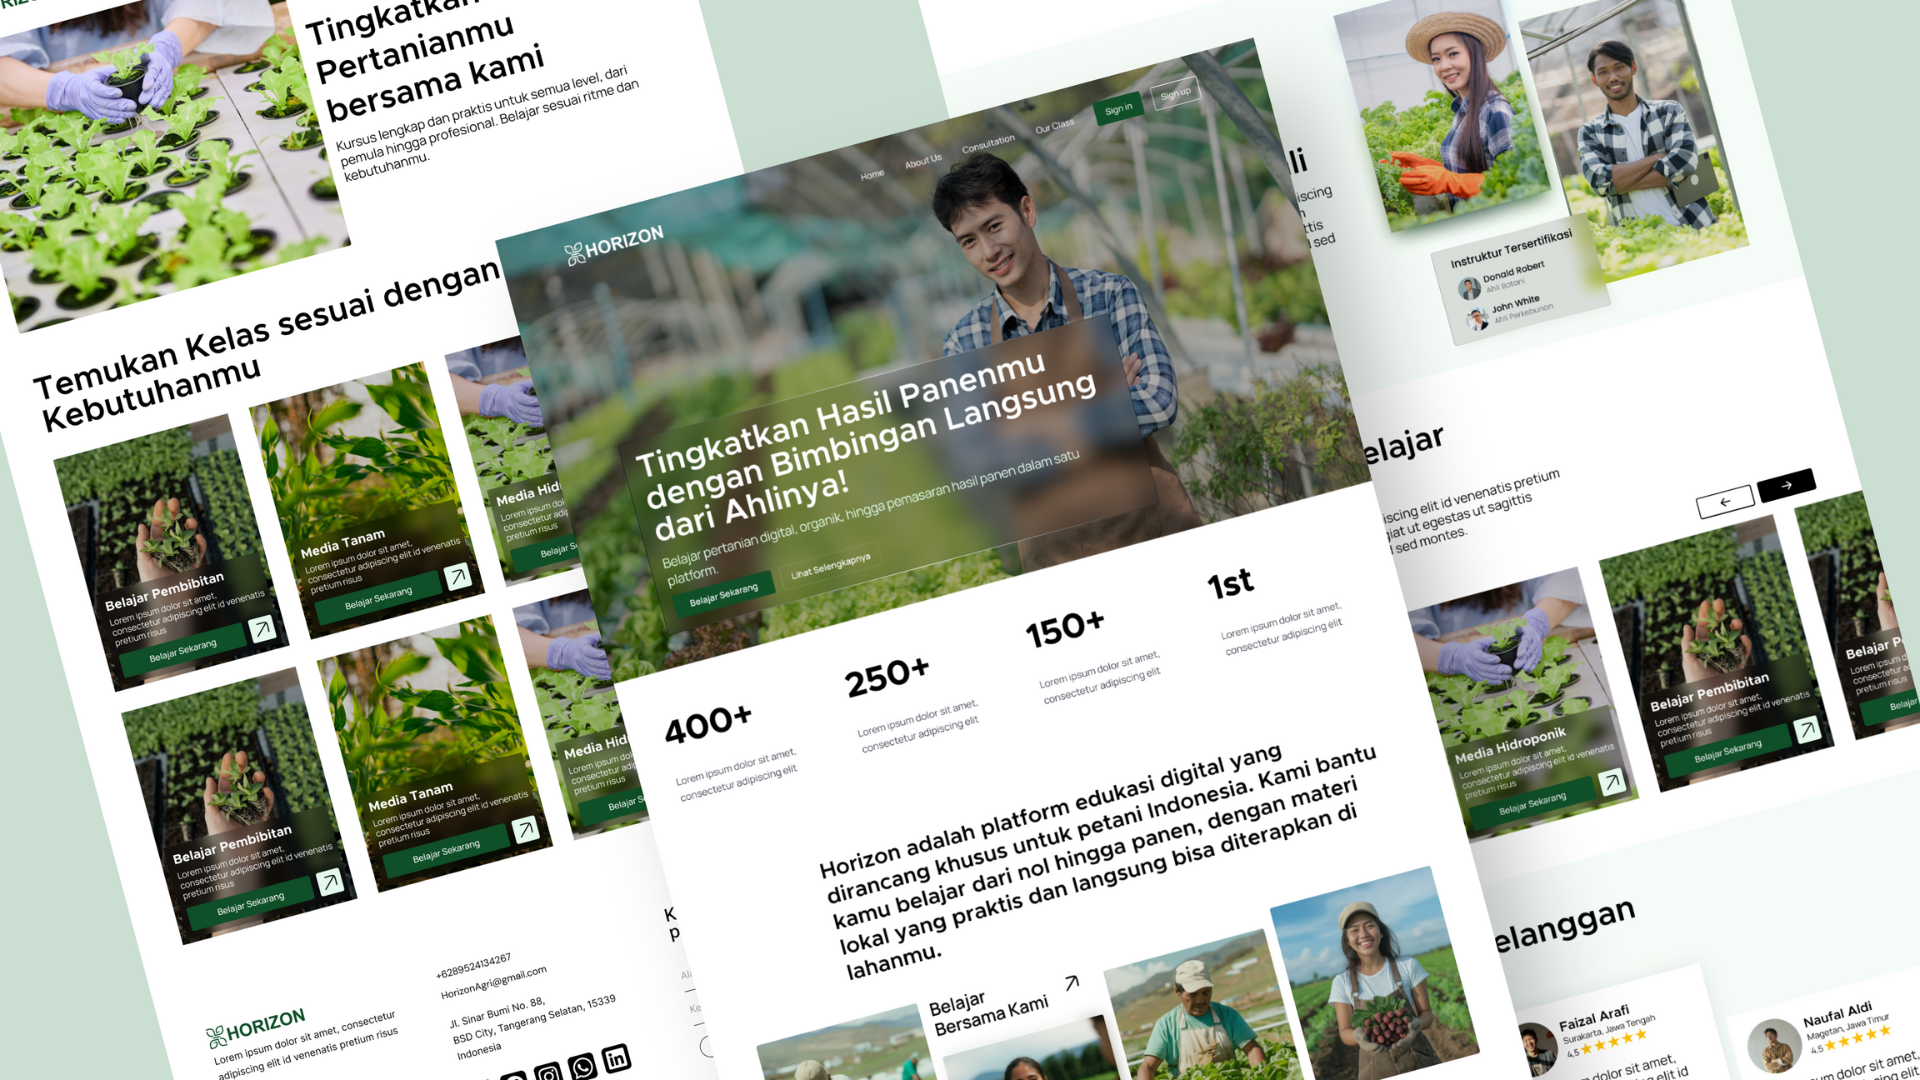 Tingkatkan
Pertanianmu
bersama kami
Kursus lengkap dan praktis untuk semua level, dari
pemula hingga profesional. Belajar sesuai ritme dan
kebutuhanmu.
Temukan Kelas sesuai dengan
Kebutuhanmu
Belajar Pembibitan
Lorem ipsum dolor sit amet,
consectetur adipiscing elit id venenatis
pretium risus
Belajar Sekarang
Media Tanam
Lorem ipsum dolor sit amet,
consectetur adipiscing elit id venenatis
pretium risus
Belajar Sekarang
Media Hid
Lorem ipsum dolor
consectetur adip
pretium risus
Belajar S
Belajar Pembibitan
Lorem ipsum dolor sit amet,
consectetur adipiscing elit id venenatis
pretium risus
Belajar Sekarang
Media Tanam
Lorem ipsum dolor sit amet,
consectetur adipiscing elit id venenatis
pretium risus
Belajar Sekarang
Media Hid
Lorem ipsum dolor
consectetur adip
pretium risus
Belajar S
HORIZON
Lorem ipsum dolor sit amet, consectetur
adipiscing elit id venenatis pretium risus
+6289524134267
HorizonAgri@gmail.com
Jl. Sinar Bumi No. 88,
BSD City, Tangerang Selatan, 15339
Indonesia
HORIZON
Home
About Us
Consultation
Our Class
Sign in
Sign up
Tingkatkan Hasil Panenmu
dengan Bimbingan Langsung
dari Ahlinya!
Belajar pertanian digital, organik, hingga pemasaran hasil panen dalam satu
platform.
Belajar Sekarang
Lihat Selengkapnya
400+
Lorem ipsum dolor sit amet,
consectetur adipiscing elit
250+
Lorem ipsum dolor sit amet,
consectetur adipiscing elit
150+
Lorem ipsum dolor sit amet,
consectetur adipiscing elit
1st
Lorem ipsum dolor sit amet,
consectetur adipiscing elit
Horizon adalah platform edukasi digital yang
dirancang khusus untuk petani Indonesia. Kami bantu
kamu belajar dari nol hingga panen, dengan materi
lokal yang praktis dan langsung bisa diterapkan di
lahanmu.
Belajar
Bersama Kami
li
iscing
ttis
sed
Instruktur Tersertifikasi
Donald Robert
Ahli Botani
John White
Ahli Perkebunan
elajar
iscing elit id venenatis pretium
giat ut egestas ut sagittis
sed montes.
Media Hidroponik
Lorem ipsum dolor sit amet,
consectetur adipiscing elit id venenatis
pretium risus
Belajar Sekarang
Belajar Pembibitan
Lorem ipsum dolor sit amet,
consectetur adipiscing elit id venenatis
pretium risus
Belajar Sekarang
Belajar P
Lorem ipsum
consectetur
pretium risus
Belajar
elanggan
Faizal Arafi
Surakarta, Jawa Tengah
4,5
dolor sit amet,
elit id
Naufal Aldi
Magetan, Jawa Timur
4,5
Lorem ipsum dolor sit amet,